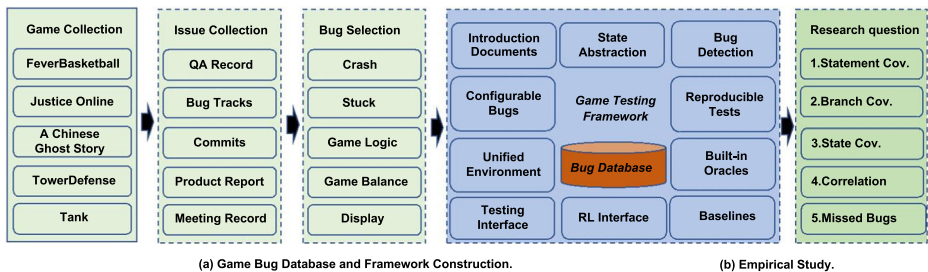 Game Collection
FeverBasketball
Justice Online
A Chinese
Ghost Story
TowerDefense
Tank
Issue Collection
QA Record
Bug Tracks
Commits
Product Report
Meeting Record
Bug Selection
Crash
Stuck
Game Logic
Game Balance
Display
Introduction
Documents
State
Abstraction
Bug
Detection
Configurable
Bugs
Game Testing
Framework
Reproducible
Tests
Unified
Environment
Bug Database
Built-in
Oracles
Testing
Interface
RL Interface
Baselines
Research question
1.Statement Cov.
2.Branch Cov.
3.State Cov.
4.Correlation
5.Missed Bugs
(a) Game Bug Database and Framework Construction.
(b) Empirical Study.